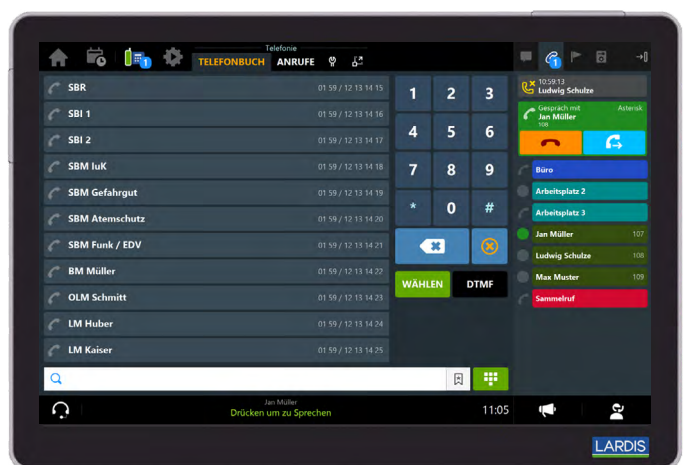 Telefonie
TELEFONBUCH ANRUFE
1
1
SBR 01 59 / 12 13 14 15
SBI 1 01 59 / 12 13 14 16
SBI 2 01 59 / 12 13 14 17
SBM IuK 01 59 / 12 13 14 18
SBM Gefahrgut 01 59 / 12 13 14 19
SBM Atemschutz 01 59 / 12 13 14 20
SBM Funk / EDV 01 59 / 12 13 14 21
BM Müller 01 59 / 12 13 14 22
OLM Schmitt 01 59 / 12 13 14 23
LM Huber 01 59 / 12 13 14 24
LM Kaiser 01 59 / 12 13 14 25
1 2 3
4 5 6
7 8 9
* 0 #
WÄHLEN DTMF
10:59:13
Ludwig Schulze
Gespräch mit Asterisk
Jan Müller
108
Büro
Arbeitsplatz 2
Arbeitsplatz 3
Jan Müller 107
Ludwig Schulze 108
Max Muster 109
Sammelruf
Jan Müller
Drücken um zu Sprechen
11:05
LARDIS